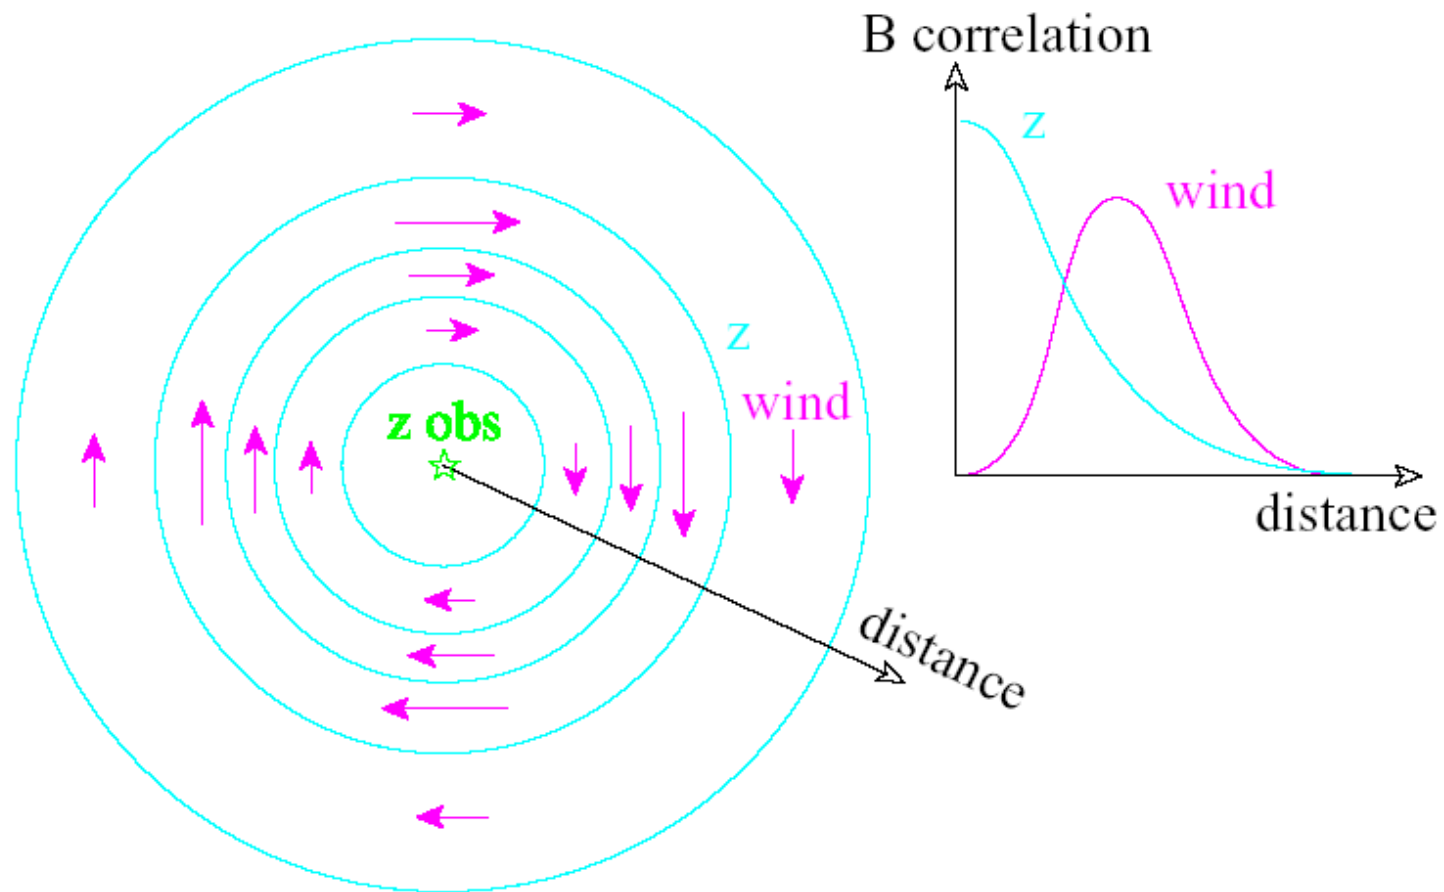 B correlation
z
wind
z
wind
z obs
distance
distance